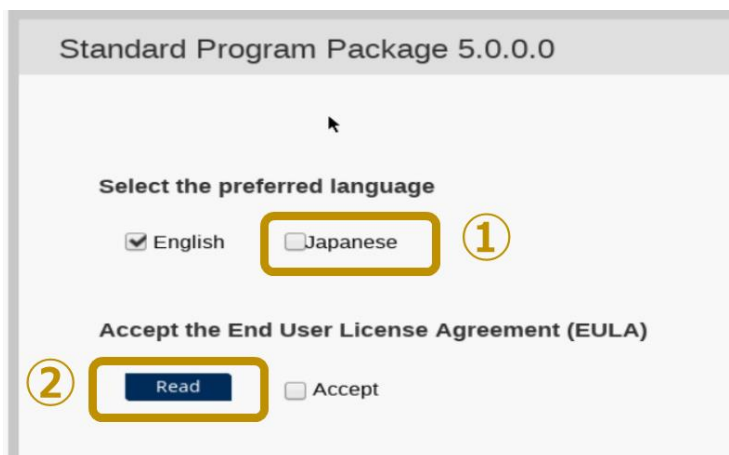 Standard Program Package 5.0.0.0
Select the preferred language
English Japanese ①
Accept the End User License Agreement (EULA)
② Read Accept